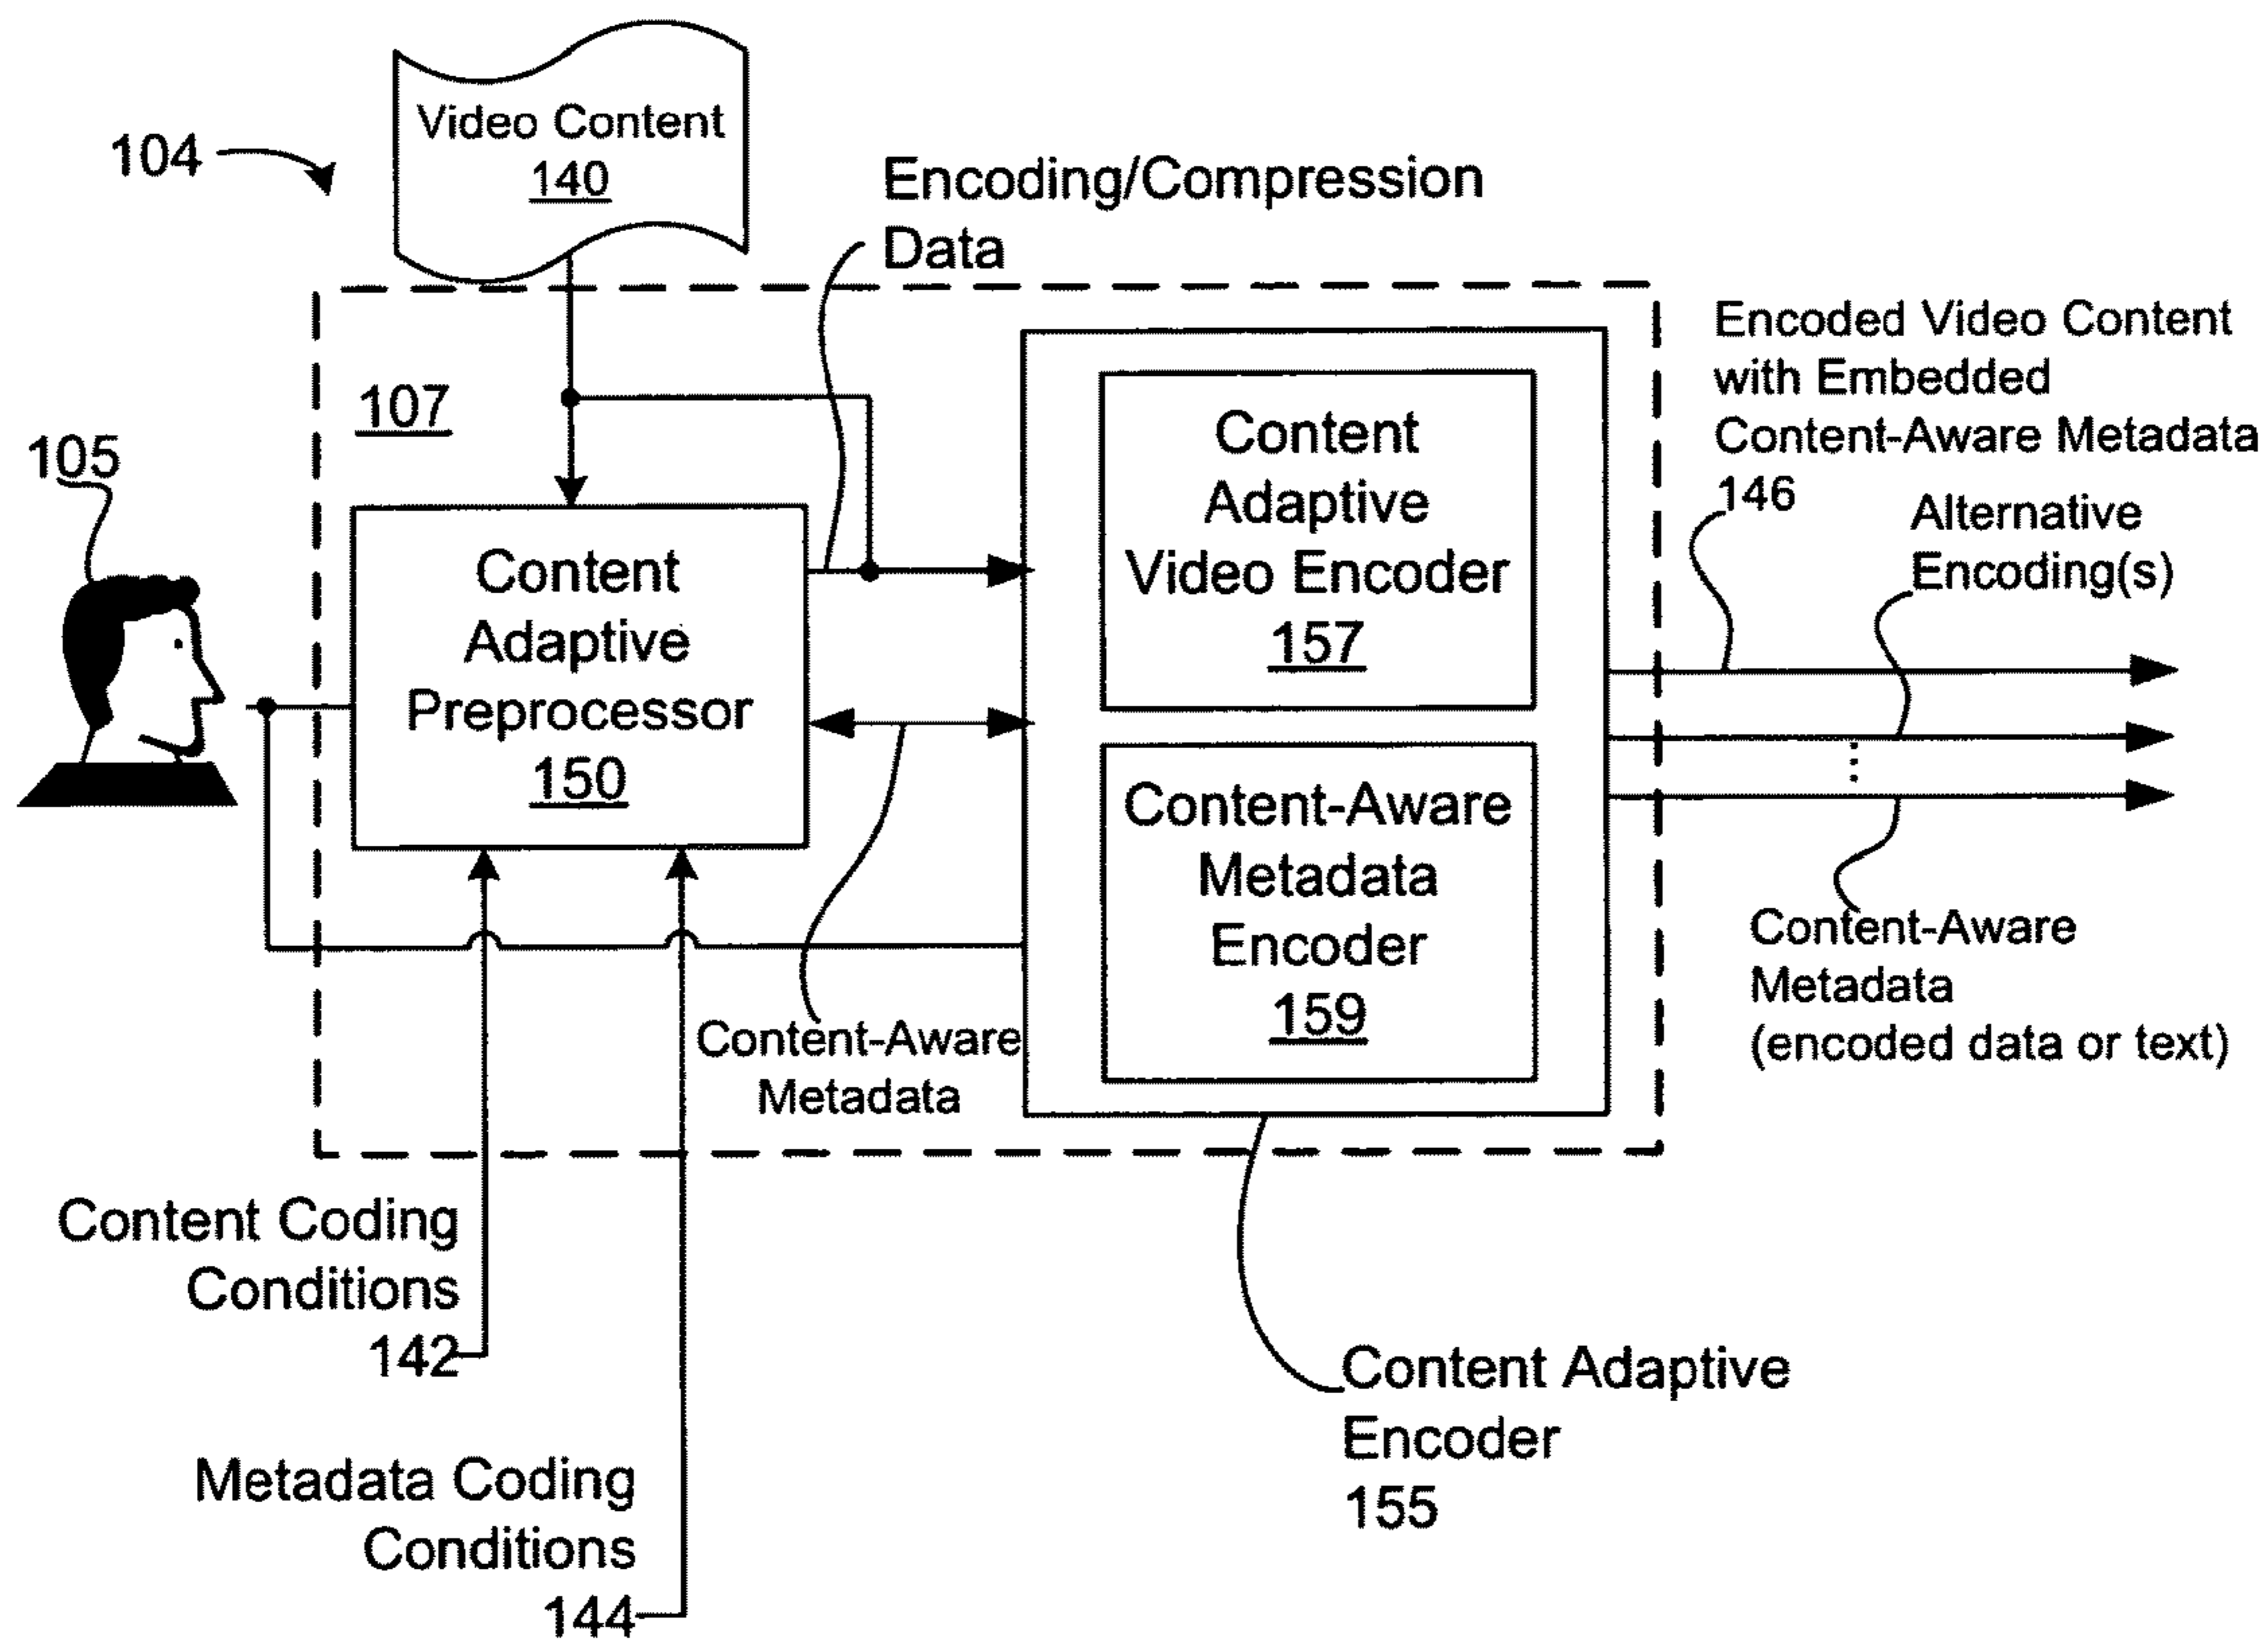 104
Video Content
140
Encoding/Compression
Data
107
105
Content
Adaptive
Preprocessor
150
Content
Adaptive
Video Encoder
157
Content-Aware
Metadata
Encoder
159
Encoded Video Content
with Embedded
Content-Aware Metadata
146
Alternative
Encoding(s)
Content-Aware
Metadata
(encoded data or text)
Content-Aware
Metadata
Content Coding
Conditions
142
Metadata Coding
Conditions
144
Content Adaptive
Encoder
155